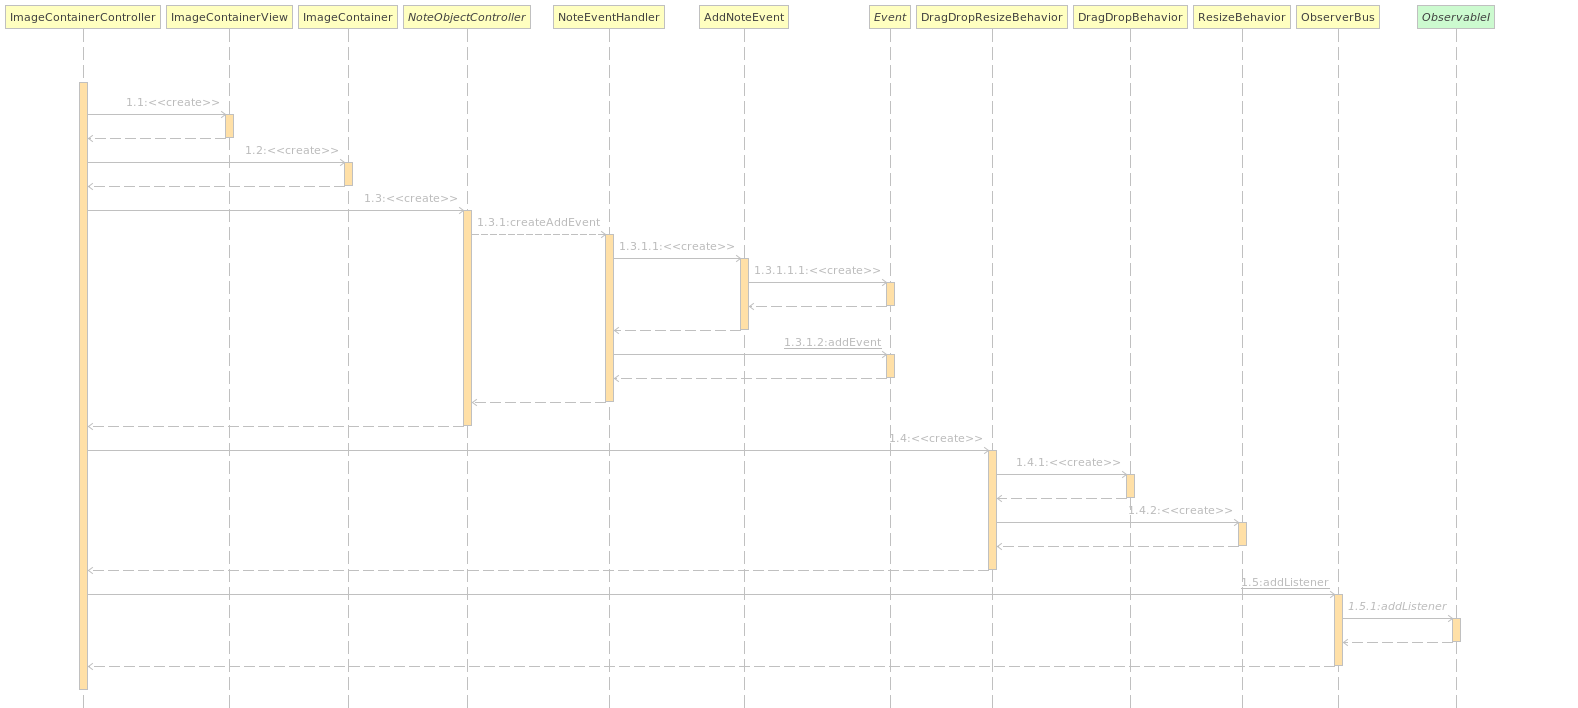 ImageContainerController ImageContainerView ImageContainer NoteObjectController NoteEventHandler AddNoteEvent Event DragDropResizeBehavior DragDropBehavior ResizeBehavior ObserverBus ObservableI
1.1:<<create>>
1.2:<<create>>
1.3:<<create>>
1.3.1:createAddEvent
1.3.1.1:<<create>>
1.3.1.1.1:<<create>>
1.3.1.2:addEvent
1.4:<<create>>
1.4.1:<<create>>
1.4.2:<<create>>
1.5:addListener
1.5.1:addListener